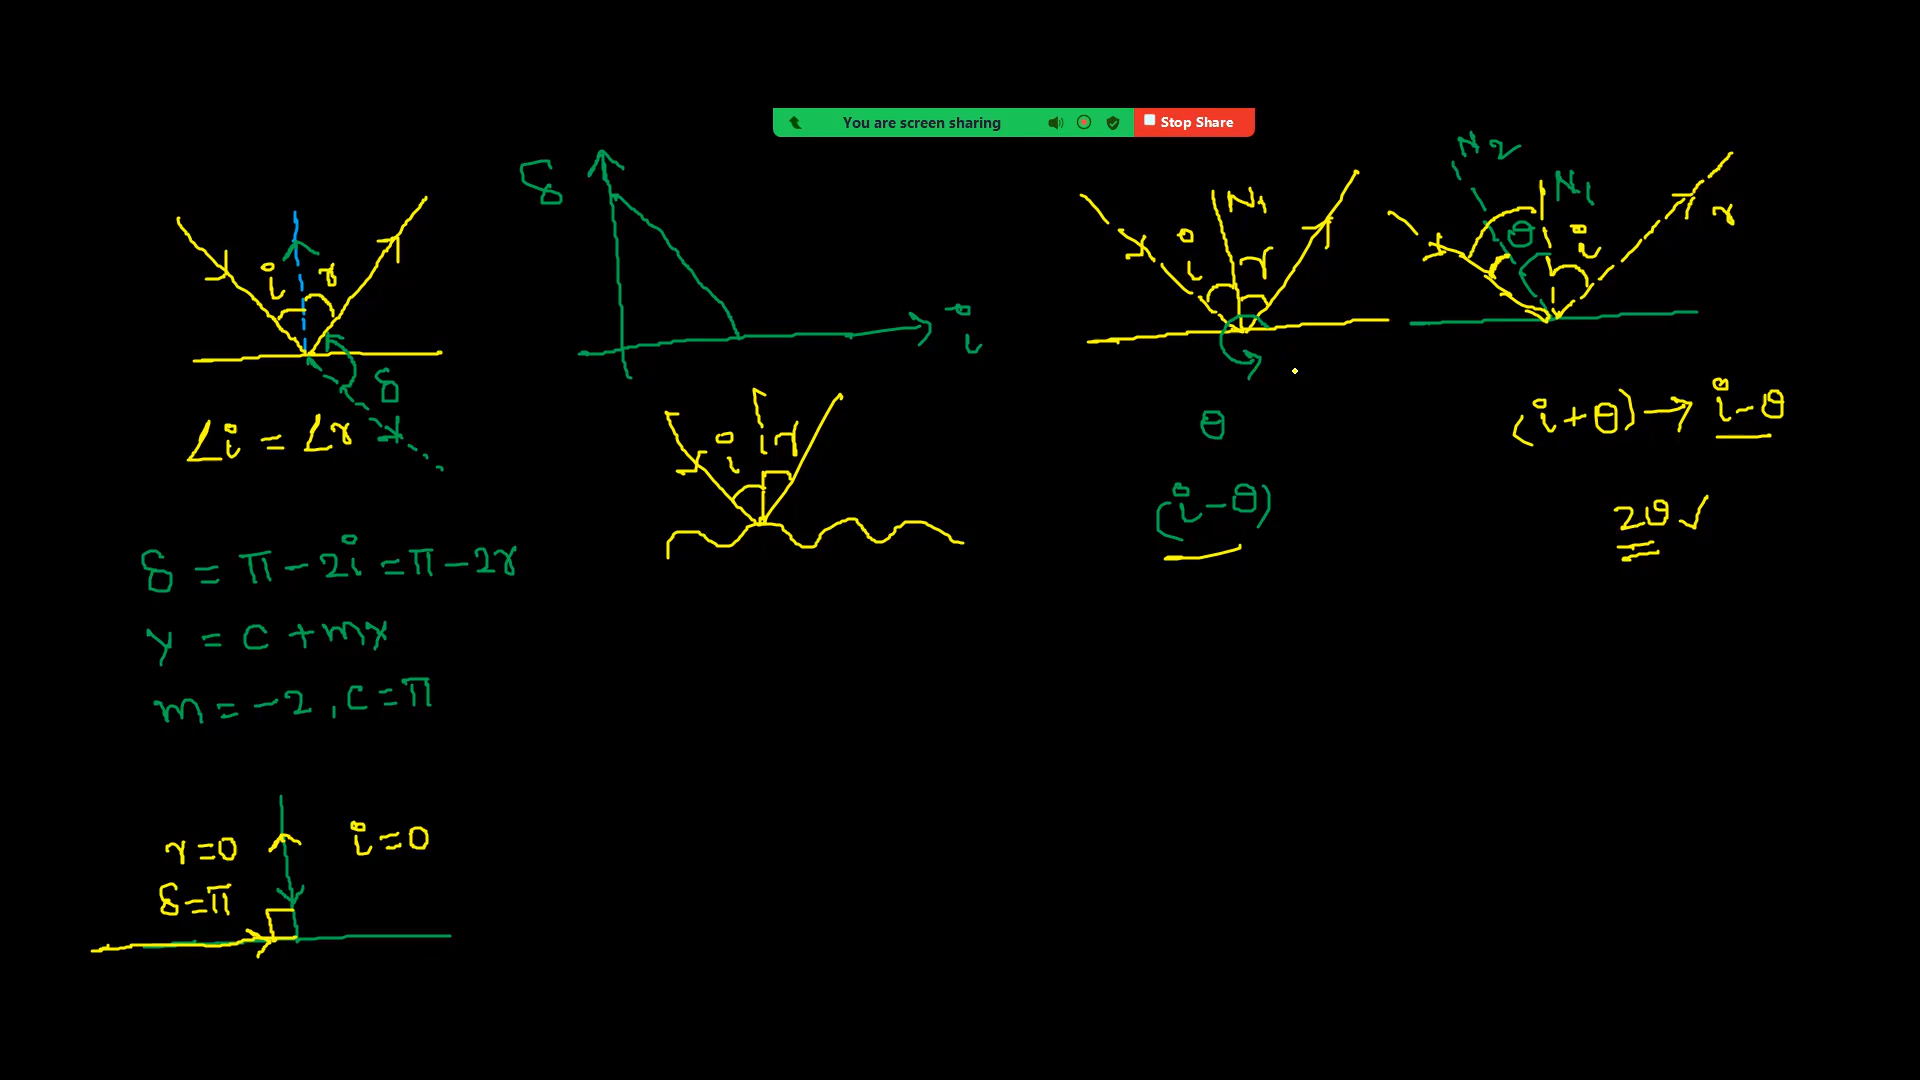 You are screen sharing
Stop Share
δ
i
i r
δ
∠i = ∠r
δ = π - 2i = π - 2r
y = c + mx
m = -2, c = π
r = 0
i = 0
δ = π
i r
N1
i r
θ
(i - θ)
N2
N1
θ
i
r
(i + θ) → i - θ
2θ ✓